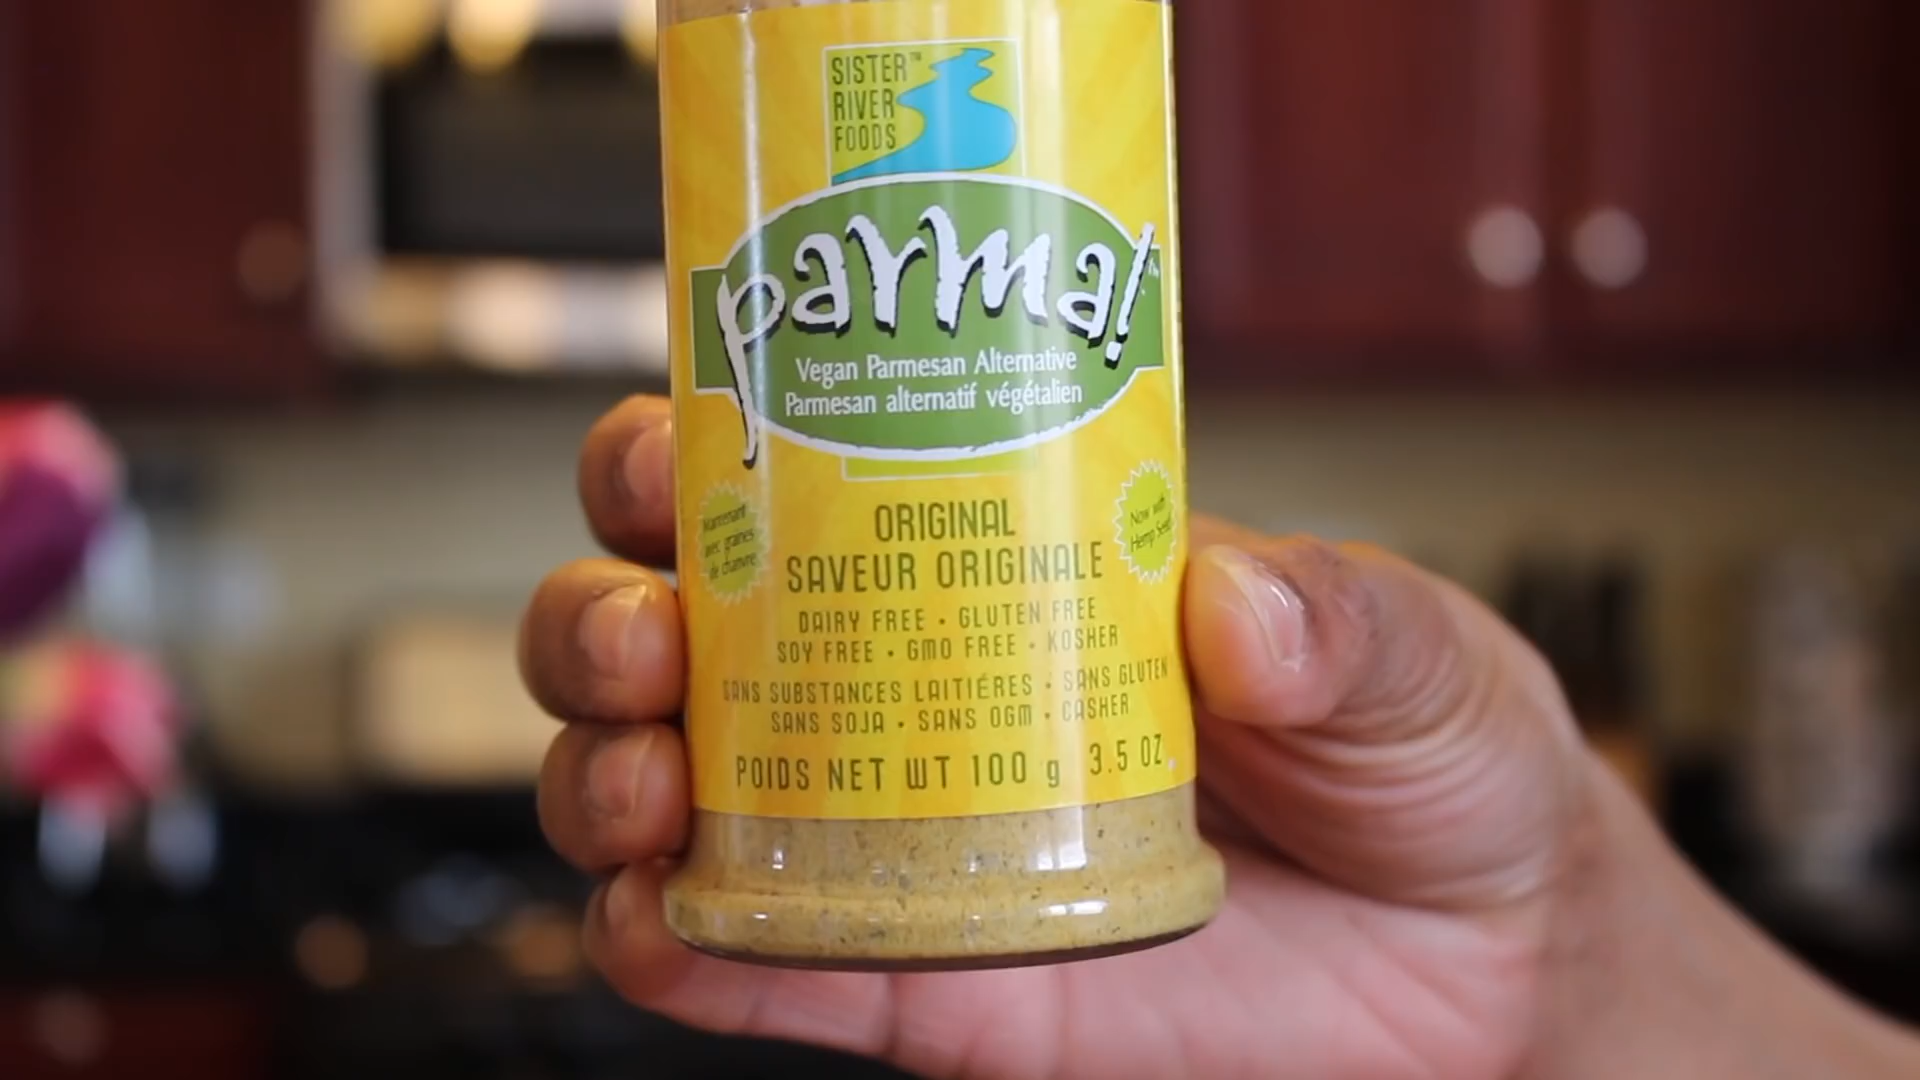 SISTER™
RIVER
FOODS
parma!™
Vegan Parmesan Alternative
Parmesan alternatif végétalien
ORIGINAL
SAVEUR ORIGINALE
Maintenant
avec graines
de chanvre
Now with
Hemp Seed
DAIRY FREE • GLUTEN FREE
SOY FREE • GMO FREE • KOSHER
SANS SUBSTANCES LAITIÉRES • SANS GLUTEN
SANS SOJA • SANS OGM • CASHER
POIDS NET WT 100 g 3.5 OZ.